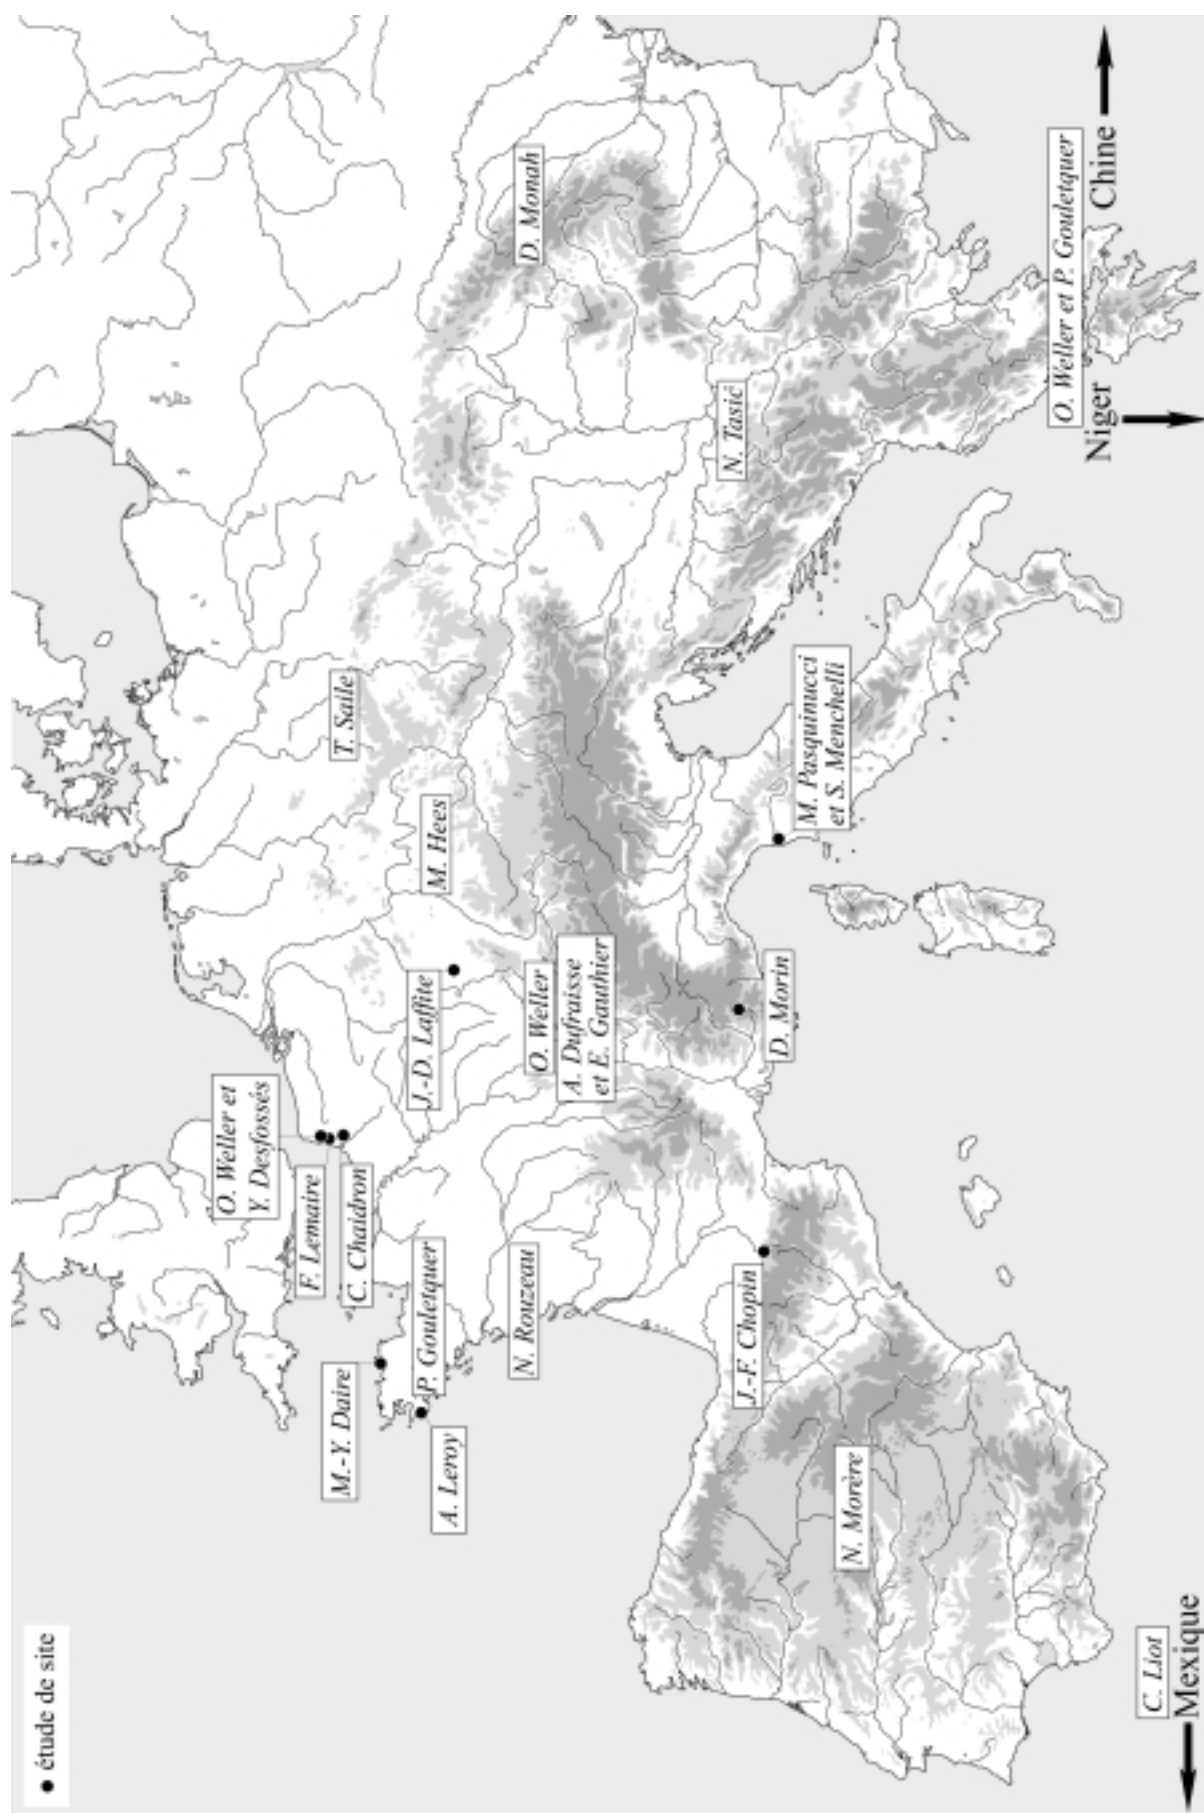 ● étude de site
O. Weller et
Y. Desfossés
F. Lemaire
C. Chaidron
M.-Y. Daire
A. Leroy
P. Gouletquer
N. Rouzeau
J.-D. Laffite
M. Hees
T. Saile
O. Weller
A. Dufraisse
et E. Gauthier
D. Monah
N. Tasic
D. Morin
M. Pasquinucci
et S. Menchelli
J.-F. Chopin
N. Morère
C. Liot
Mexique
O. Weller et P. Gouletquer
Niger
Chine